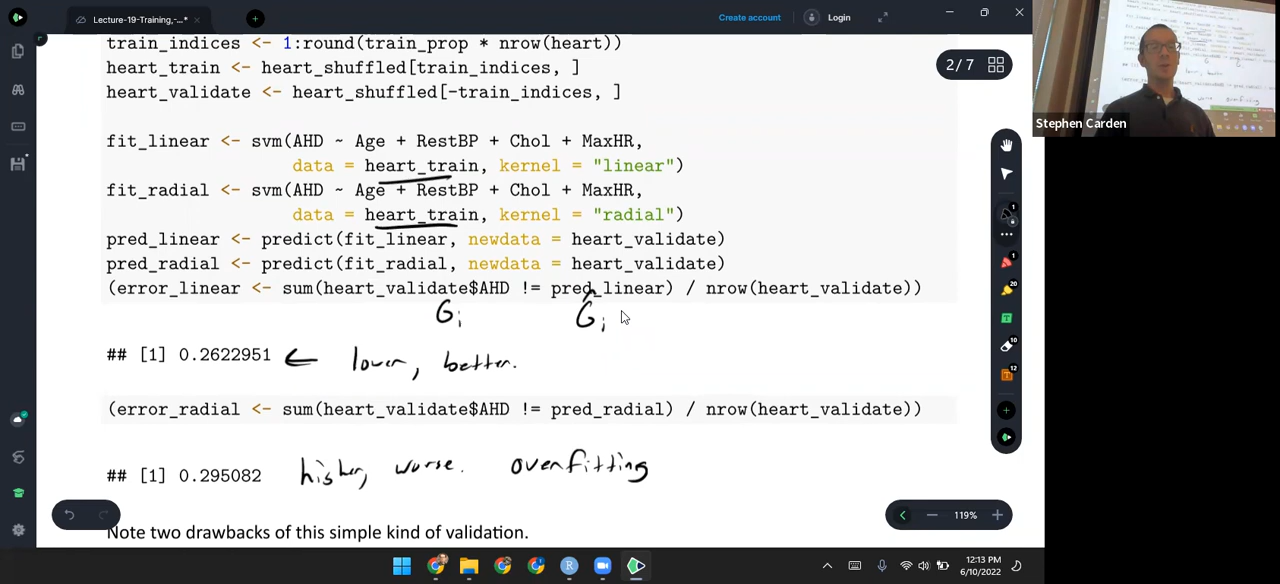 Lecture-19-Training,-...*
Create account
Login
train_indices <- 1:round(train_prop * nrow(heart))
heart_train <- heart_shuffled[train_indices, ]
heart_validate <- heart_shuffled[-train_indices, ]
2/7
Stephen Carden
fit_linear <- svm(AHD ~ Age + RestBP + Chol + MaxHR,
data = heart_train, kernel = "linear")
fit_radial <- svm(AHD ~ Age + RestBP + Chol + MaxHR,
data = heart_train, kernel = "radial")
pred_linear <- predict(fit_linear, newdata = heart_validate)
pred_radial <- predict(fit_radial, newdata = heart_validate)
(error_linear <- sum(heart_validate$AHD != pred_linear) / nrow(heart_validate))
Gi Ĝi
## [1] 0.2622951 ← lower, better.
(error_radial <- sum(heart_validate$AHD != pred_radial) / nrow(heart_validate))
## [1] 0.295082 higher, worse. overfitting
Note two drawbacks of this simple kind of validation.
119%
12:13 PM
6/10/2022